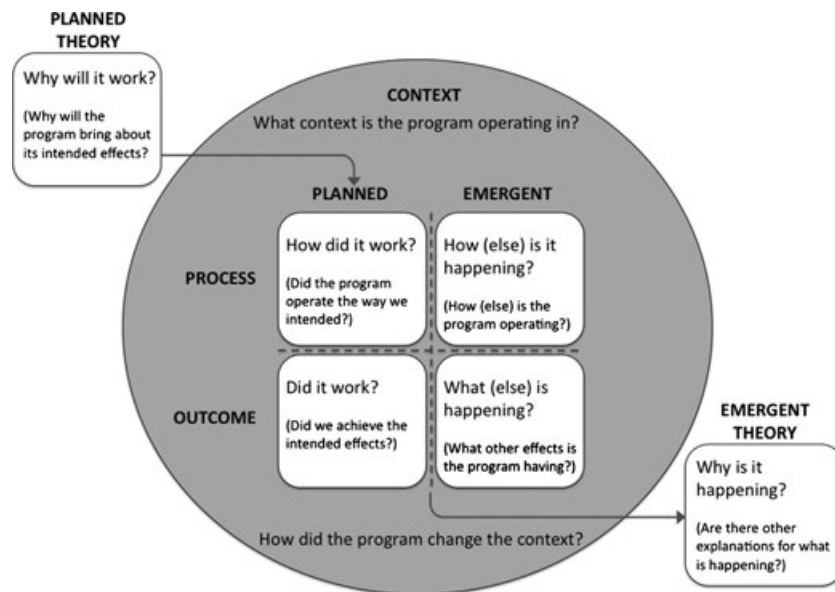 PLANNED
THEORY
Why will it work?
(Why will the
program bring about
its intended effects?
CONTEXT
What context is the program operating in?
PLANNED
EMERGENT
PROCESS
How did it work?
(Did the program
operate the way we
intended?)
How (else) is it
happening?
(How (else) is the
program operating?)
OUTCOME
Did it work?
(Did we achieve the
intended effects?)
What (else) is
happening?
(What other effects is
the program having?)
How did the program change the context?
EMERGENT
THEORY
Why is it
happening?
(Are there other
explanations for what
is happening?)